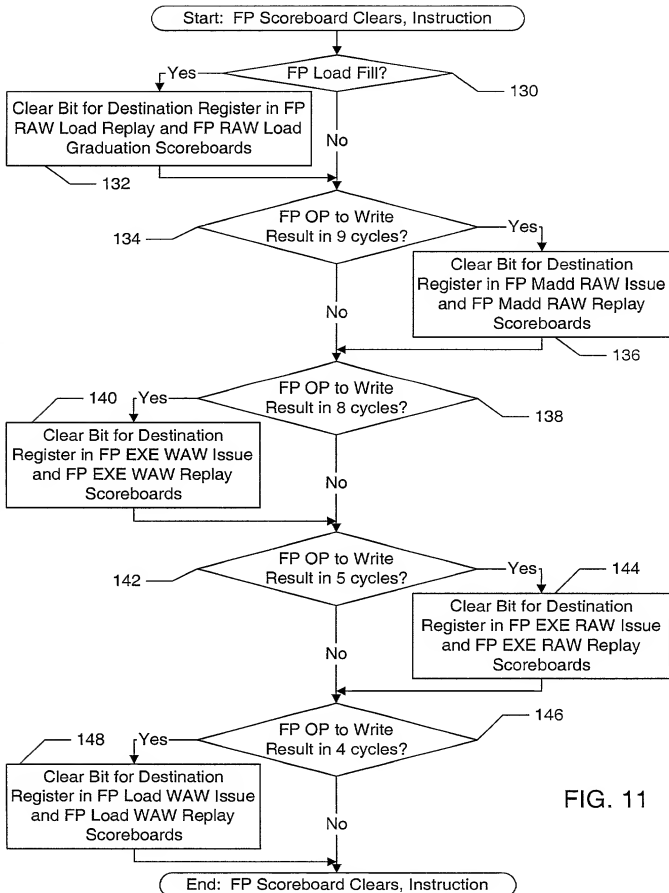 Start: FP Scoreboard Clears, Instruction
Yes
FP Load Fill?
130
Clear Bit for Destination Register in FP
RAW Load Replay and FP RAW Load
Graduation Scoreboards
No
132
134
FP OP to Write
Result in 9 cycles?
Yes
Clear Bit for Destination
Register in FP Madd RAW Issue
and FP Madd RAW Replay
Scoreboards
No
136
140
Yes
FP OP to Write
Result in 8 cycles?
138
Clear Bit for Destination
Register in FP EXE WAW Issue
and FP EXE WAW Replay
Scoreboards
No
142
FP OP to Write
Result in 5 cycles?
Yes
144
Clear Bit for Destination
Register in FP EXE RAW Issue
and FP EXE RAW Replay
Scoreboards
No
148
Yes
FP OP to Write
Result in 4 cycles?
146
Clear Bit for Destination
Register in FP Load WAW Issue
and FP Load WAW Replay
Scoreboards
No
FIG. 11
End: FP Scoreboard Clears, Instruction